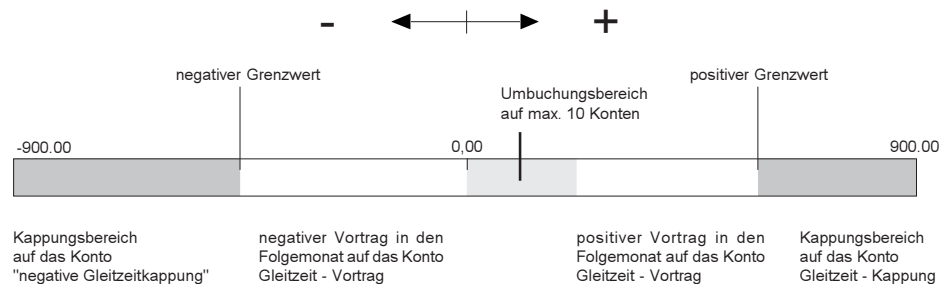 - +
negativer Grenzwert
positiver Grenzwert
Umbuchungsbereich
auf max. 10 Konten
-900.00
0,00
900.00
Kappungsbereich
auf das Konto
"negative Gleitzeitkappung"
negativer Vortrag in den
Folgemonat auf das Konto
Gleitzeit - Vortrag
positiver Vortrag in den
Folgemonat auf das Konto
Gleitzeit - Vortrag
Kappungsbereich
auf das Konto
Gleitzeit - Kappung